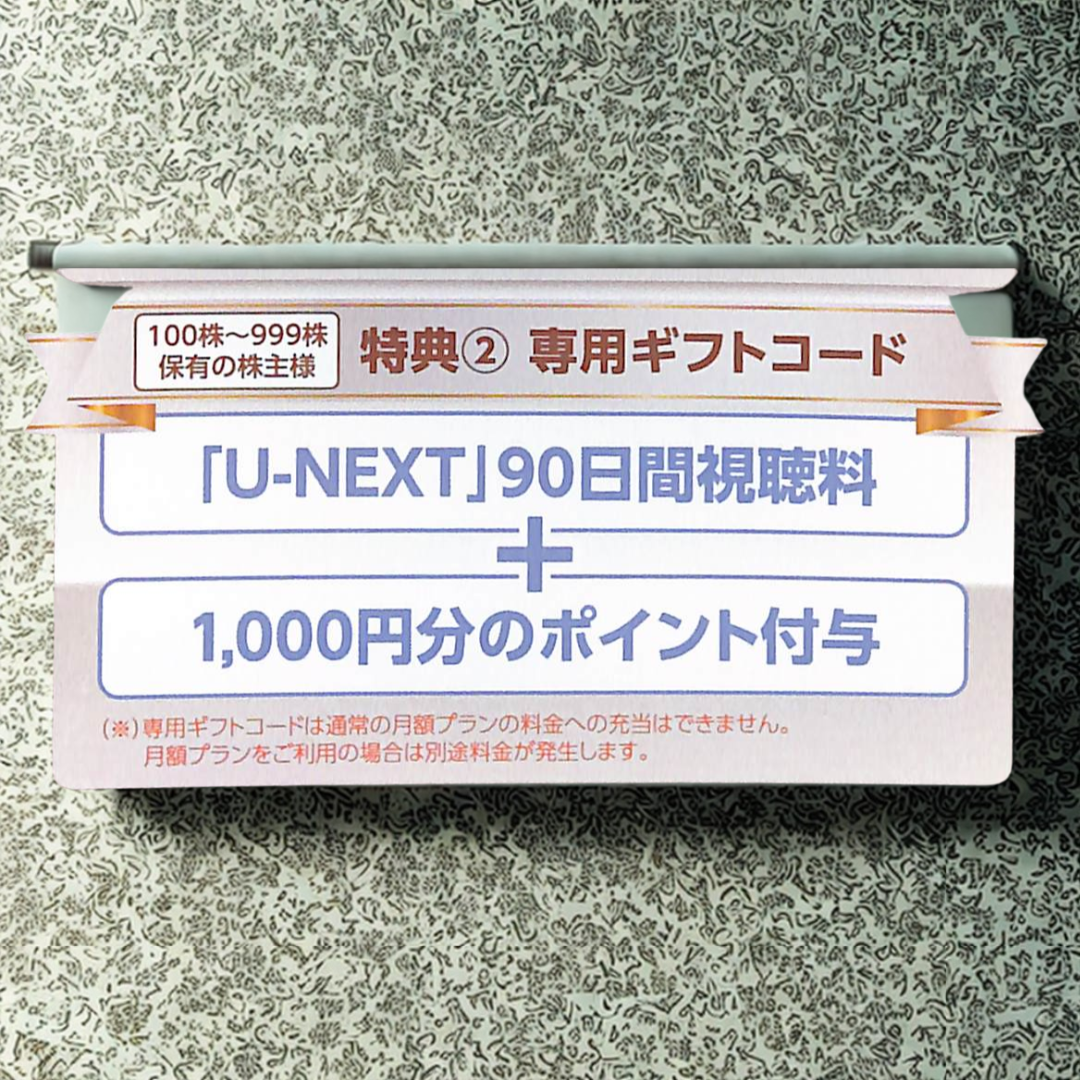 100株～999株
保有の株主様
特典② 専用ギフトコード
「U-NEXT」90日間視聴料
+
1,000円分のポイント付与
(※)専用ギフトコードは通常の月額プランの料金への充当はできません。
月額プランをご利用の場合は別途料金が発生します。